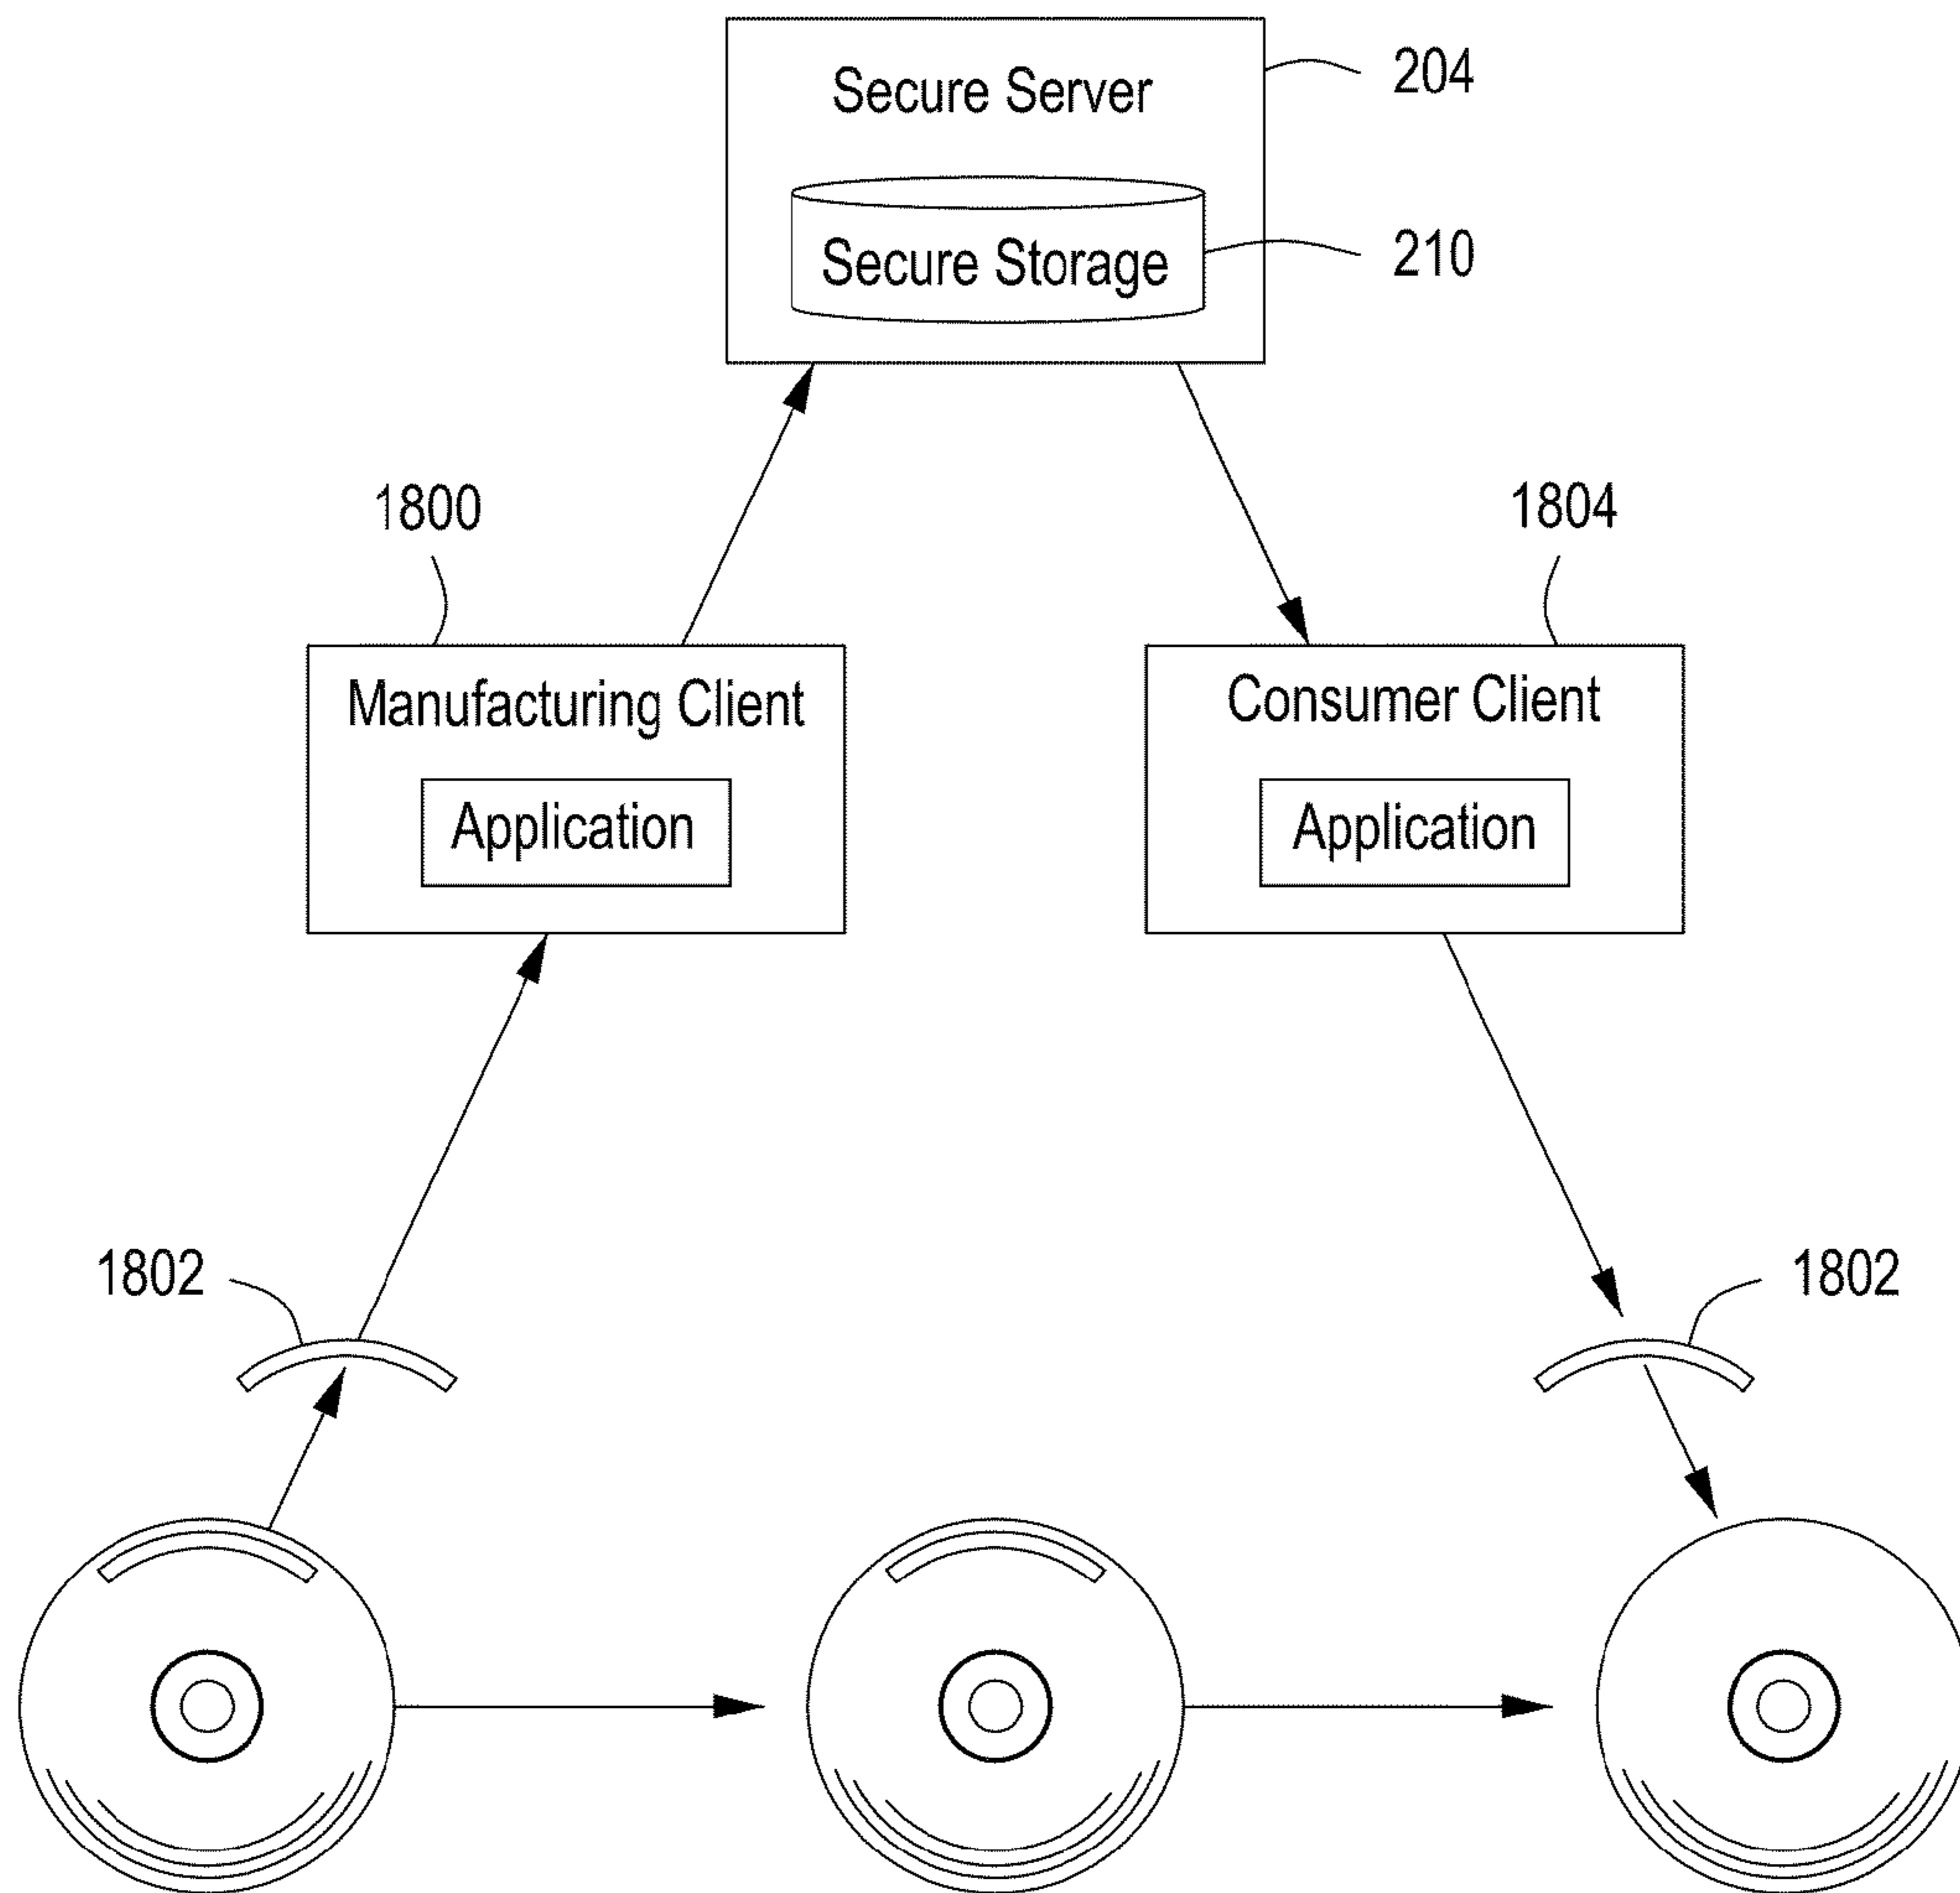 Secure Server
204
Secure Storage
210
1800
1804
Manufacturing Client
Consumer Client
Application
Application
1802
1802